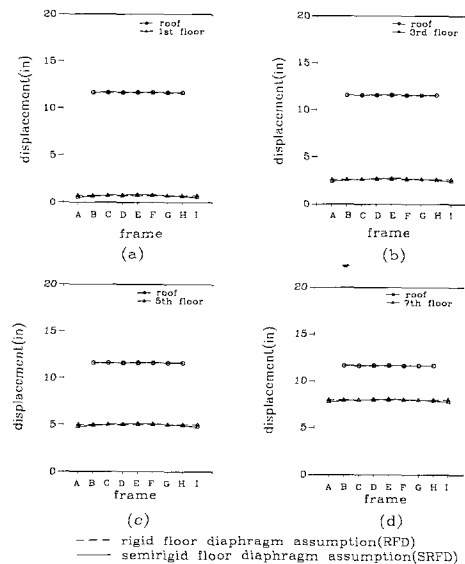 20
roof
1st floor
15
10
5
0
displacement(in)
A B C D E F G H I
frame
(a)
20
roof
3rd floor
15
10
5
0
displacement(in)
A B C D E F G H I
frame
(b)
20
roof
5th floor
15
10
5
0
displacement(in)
A B C D E F G H I
frame
(c)
20
roof
7th floor
15
10
5
0
displacement(in)
A B C D E F G H I
frame
(d)
rigid floor diaphragm assumption(RFD)
semirigid floor diaphragm assumption(SRFD)